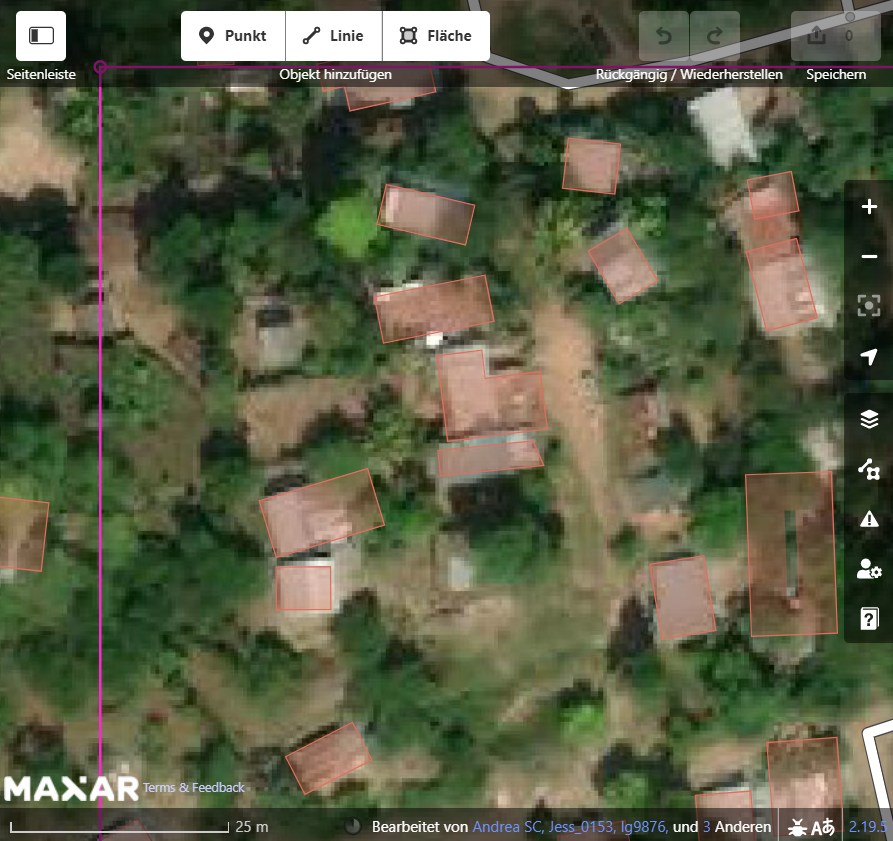 Punkt
Linie
Fläche
0
Seitenleiste
Objekt hinzufügen
Rückgängig / Wiederherstellen
Speichern
MAXAR
Terms & Feedback
25 m
Bearbeitet von Andrea SC, Jess_0153, lg9876, und 3 Anderen
2.19.5